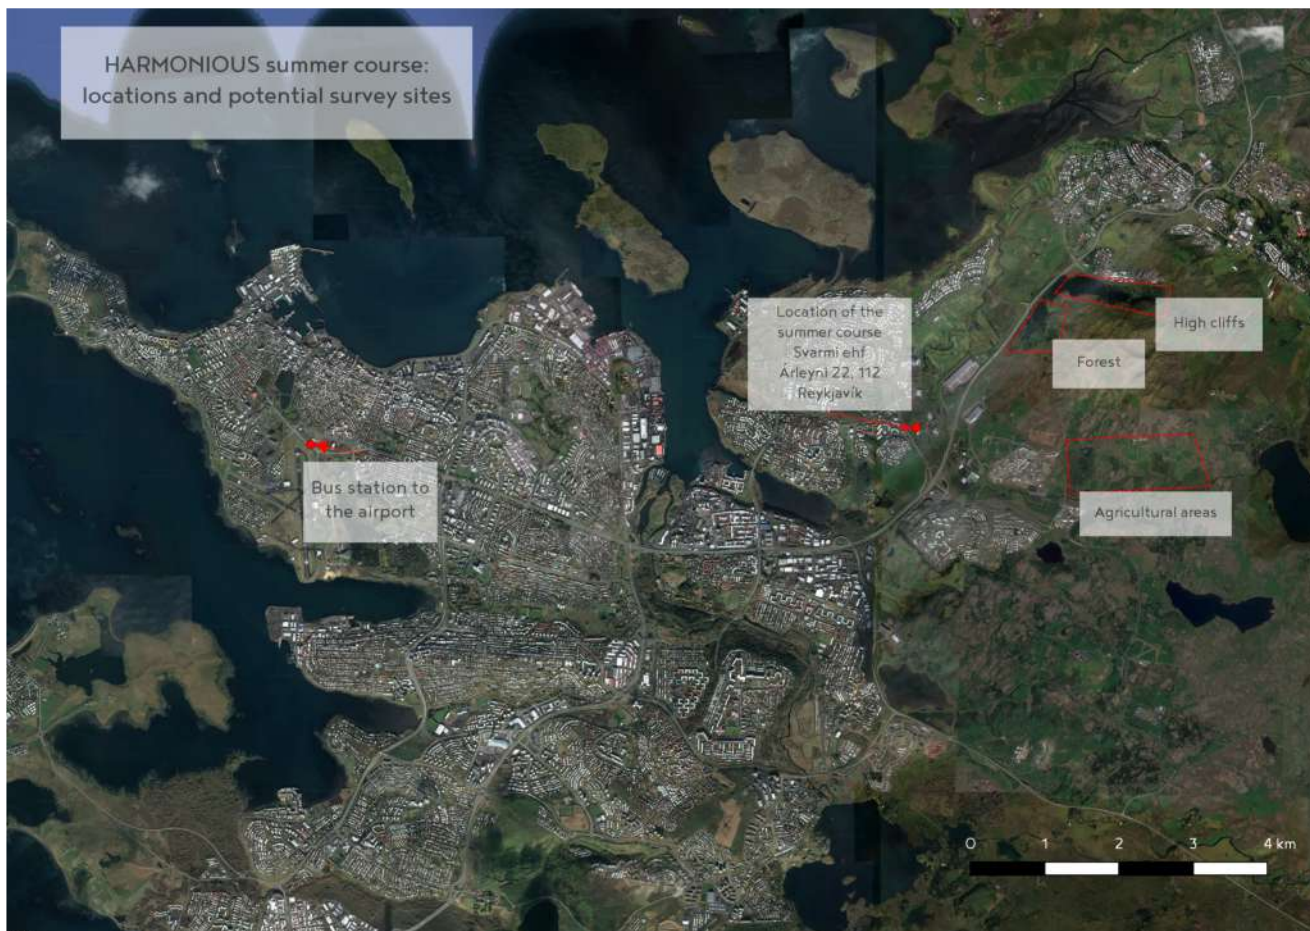 HARMONIOUS summer course:
locations and potential survey sites
Location of the
summer course
Svarmi ehf
Árleyni 22, 112
Reykjavík
High cliffs
Forest
Bus station to
the airport
Agricultural areas
0 1 2 3 4 km